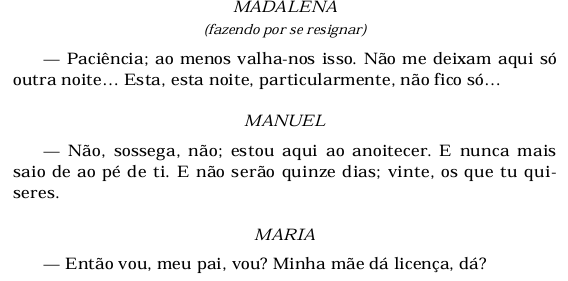 MADALENA
(fazendo por se resignar)
— Paciência; ao menos valha-nos isso. Não me deixam aqui só
outra noite… Esta, esta noite, particularmente, não fico só…
MANUEL
— Não, sossega, não; estou aqui ao anoitecer. E nunca mais
saio de ao pé de ti. E não serão quinze dias; vinte, os que tu qui-
seres.
MARIA
— Então vou, meu pai, vou? Minha mãe dá licença, dá?